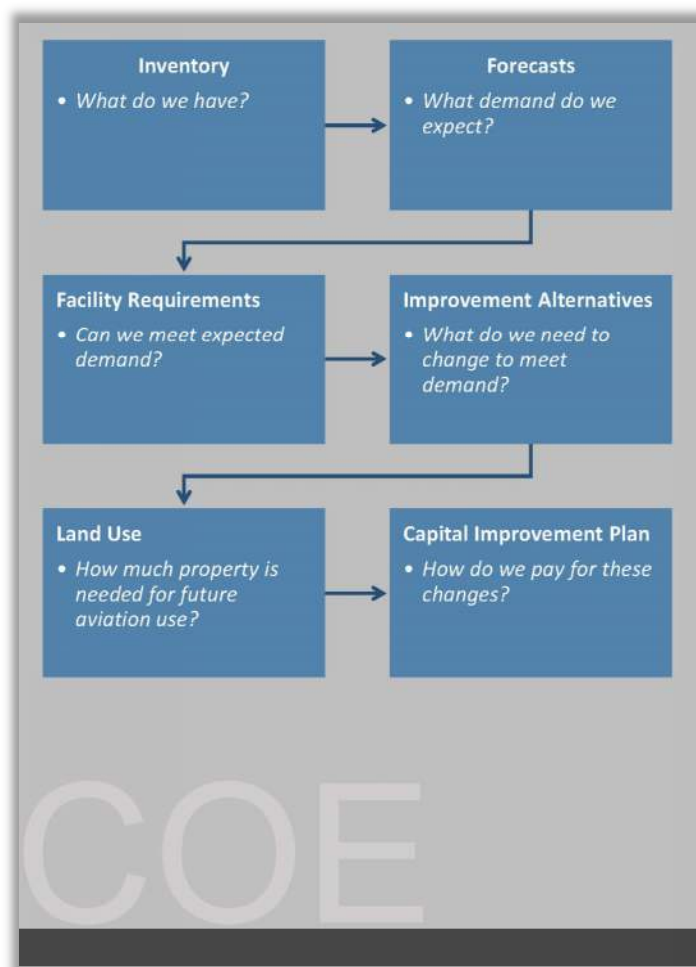 Inventory
• What do we have?
Forecasts
• What demand do we
expect?
Facility Requirements
• Can we meet expected
demand?
Improvement Alternatives
• What do we need to
change to meet
demand?
Land Use
• How much property is
needed for future
aviation use?
Capital Improvement Plan
• How do we pay for these
changes?
COE